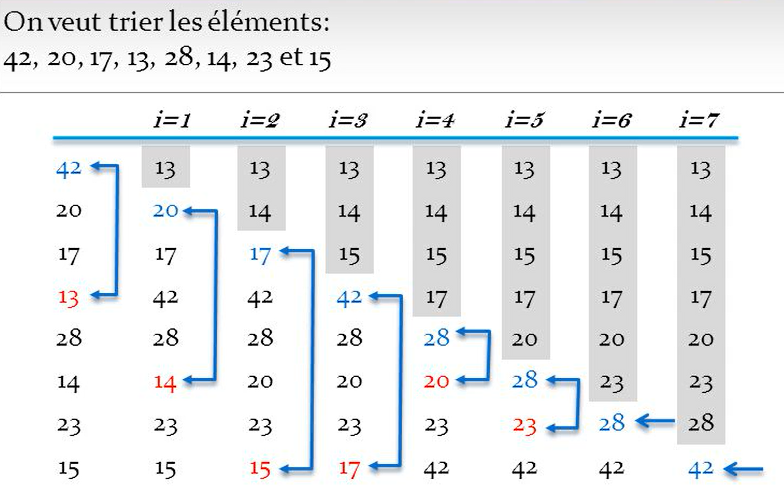 On veut trier les éléments:
42, 20, 17, 13, 28, 14, 23 et 15
i=1 i=2 i=3 i=4 i=5 i=6 i=7
42 13 13 13 13 13 13 13
20 20 14 14 14 14 14 14
17 17 17 15 15 15 15 15
13 42 42 42 17 17 17 17
28 28 28 28 28 20 20 20
14 14 20 20 20 28 23 23
23 23 23 23 23 23 28 28
15 15 15 17 42 42 42 42